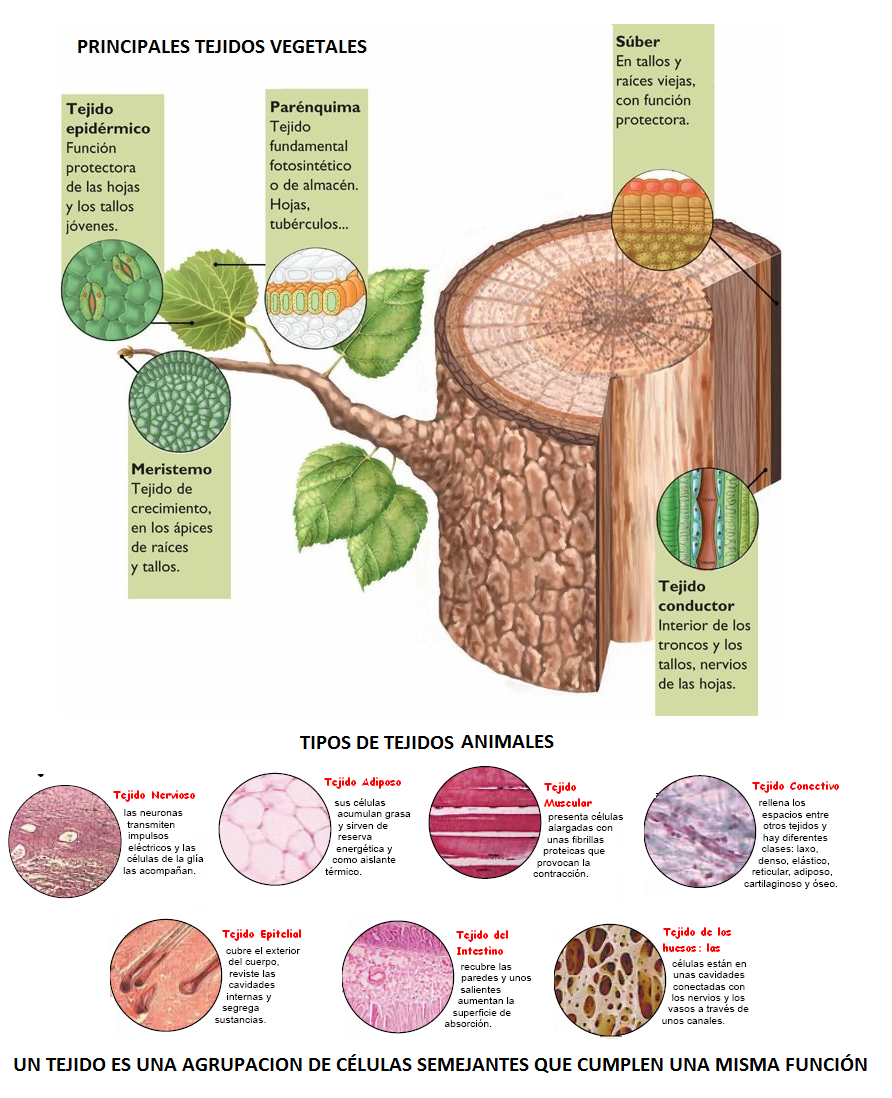 PRINCIPALES TEJIDOS VEGETALES
Súber
En tallos y
raíces viejas,
con función
protectora.
Tejido
epidérmico
Función
protectora
de las hojas
y los tallos
jóvenes.
Parénquima
Tejido
fundamental
fotosintético
o de almacén.
Hojas,
tubérculos...
Meristemo
Tejido de
crecimiento,
en los ápices
de raíces
y tallos.
Tejido
conductor
Interior de los
troncos y los
tallos, nervios
de las hojas.
TIPOS DE TEJIDOS ANIMALES
Tejido Nervioso
las neuronas
transmiten
impulsos
eléctricos y las
células de la glía
las acompañan.
Tejido Adiposo
sus células
acumulan grasa
y sirven de
reserva
energética y
como aislante
térmico.
Tejido
Muscular
presenta células
alargadas con
unas fibrillas
proteicas que
provocan la
contracción.
Tejido Conectivo
rellena los
espacios entre
otros tejidos y
hay diferentes
clases: laxo,
denso, elástico,
reticular, adiposo,
cartilaginoso y óseo.
Tejido Epitelial
cubre el exterior
del cuerpo,
reviste las
cavidades
internas y
segrega
sustancias.
Tejido del
Intestino
recubre las
paredes y unos
salientes
aumentan la
superficie de
absorción.
Tejido de los
huesos: las
células están en
unas cavidades
conectadas con
los nervios y los
vasos a través de
unos canales.
UN TEJIDO ES UNA AGRUPACION DE CÉLULAS SEMEJANTES QUE CUMPLEN UNA MISMA FUNCIÓN